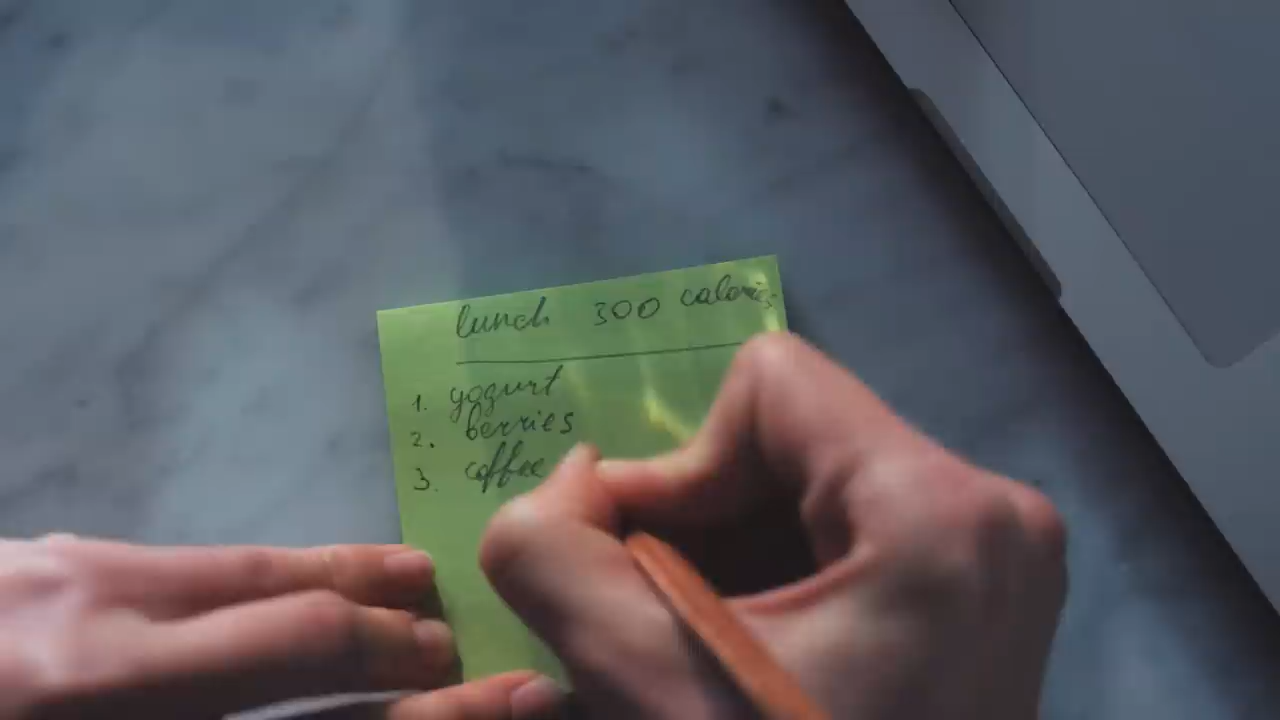 lunch 300 calories
1. yogurt
2. berries
3. coffee